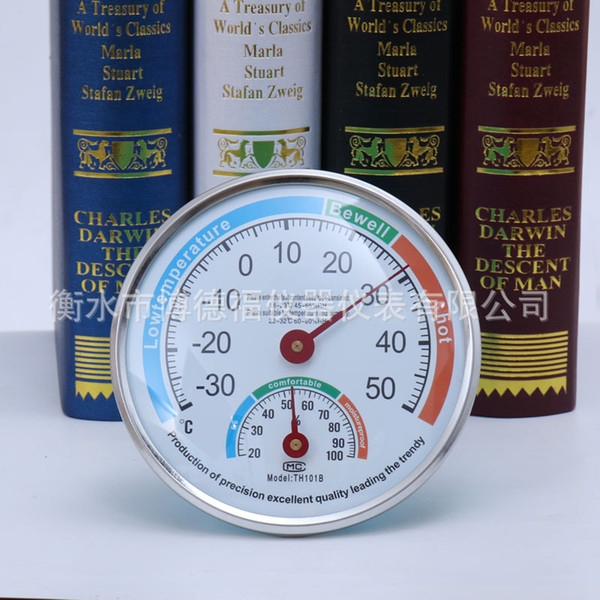 A Treasury of
World's Classics
Marla
Stuart
Stafan Zweig
CHARLES
DARWIN
THE
DESCENT
OF MAN
A Treasury of
World's Classics
Marla
Stuart
Stafan Zweig
A Treasury of
World's Classics
Marla
Stuart
Stafan Zweig
A Treasury of
World's Classics
Marla
Stuart
Stafan Zweig
CHARLES
DARWIN
THE
DESCENT
OF MAN
衡水市博德福仪器仪表有限公司
Lowtemperature
Bewell
A hot
-30 -20 -10 0 10 20 30 40 50
°C
comfortable
moistureproof
20 30 40 50 60 70 80 90 100
%
MC
Model:TH101B
Production of precision excellent quality leading the trendy